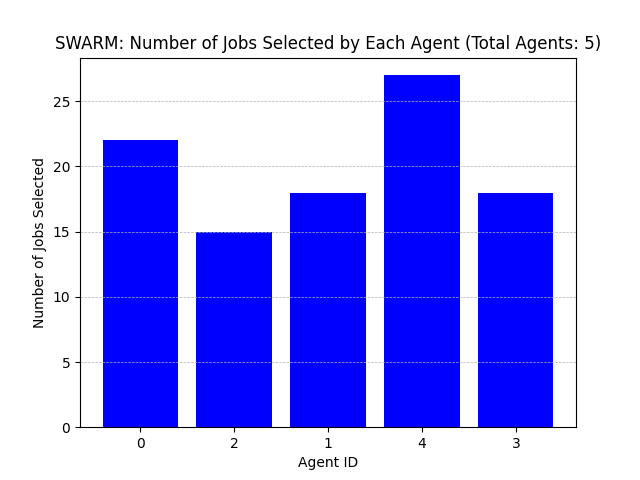 SWARM: Number of Jobs Selected by Each Agent (Total Agents: 5)
Number of Jobs Selected
25
20
15
10
5
0
0 2 1 4 3
Agent ID